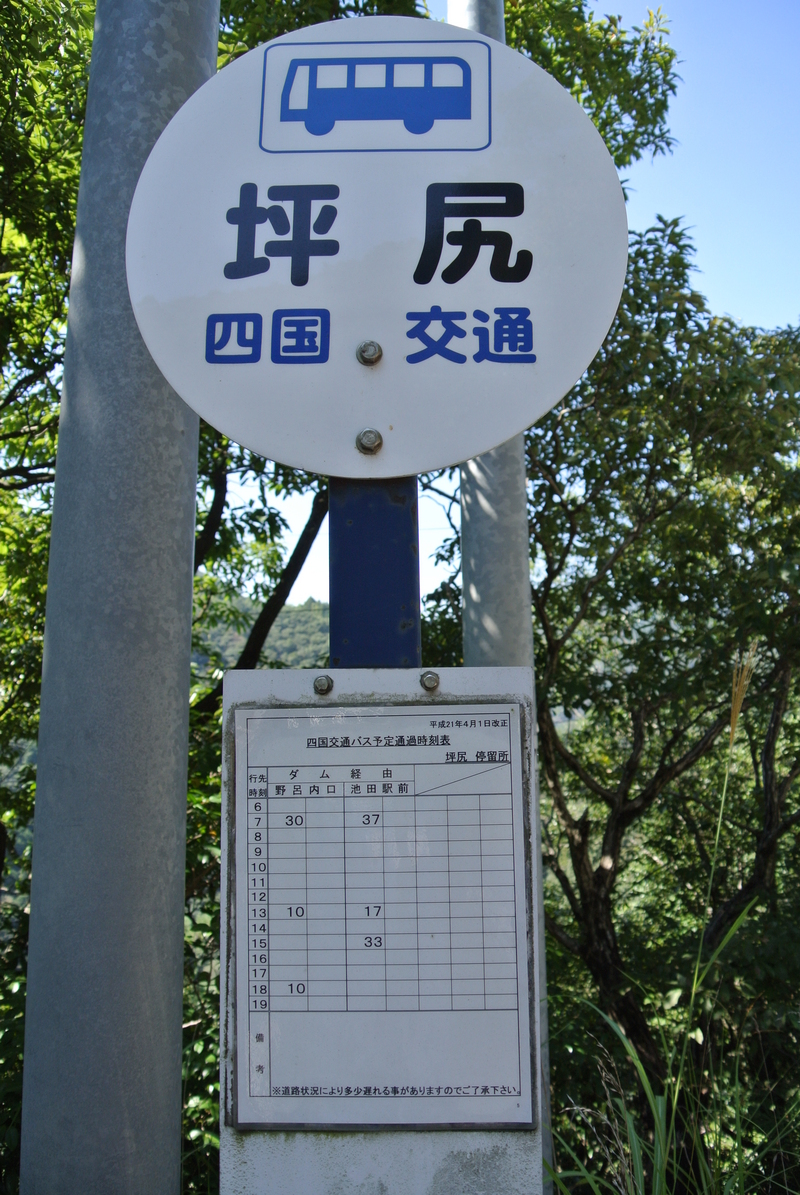 坪尻
四国 交通
平成21年4月1日改正
四国交通バス予定通過時刻表
坪尻 停留所
行先 ダム 経由
時刻 野呂内口 池田駅前
6
7 30 37
8
9
10
11
12
13 10 17
14
15 33
16
17
18 10
19
備考
※道路状況により多少遅れる事がありますのでご了承下さい。